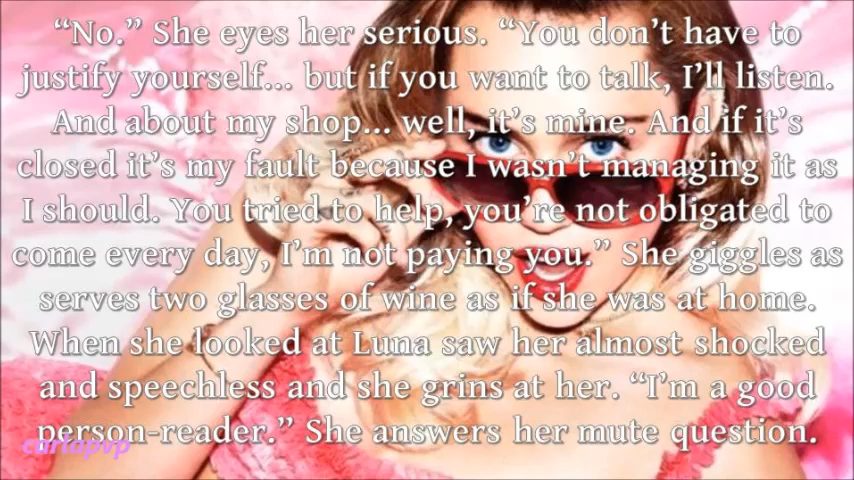 “No.” She eyes her serious. “You don’t have to
justify yourself... but if you want to talk, I’ll listen.
And about my shop... well, it’s mine. And if it’s
closed it’s my fault because I wasn’t managing it as
I should. You tried to help, you’re not obligated to
come every day, I’m not paying you.” She giggles as
serves two glasses of wine as if she was at home.
When she looked at Luna saw her almost shocked
and speechless and she grins at her. “I’m a good
person-reader.” She answers her mute question.
carlapvp